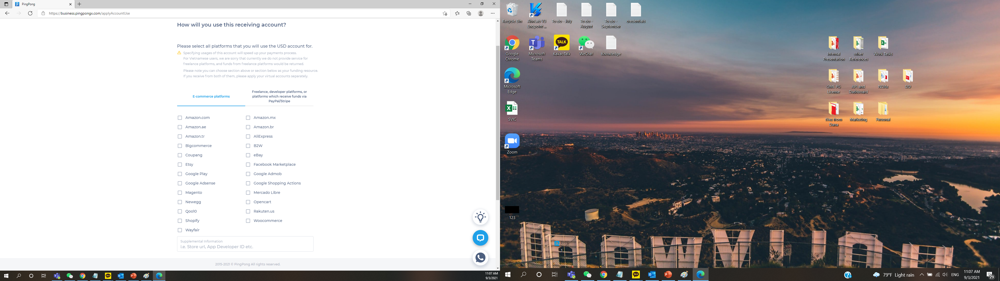 PingPong
https://business.pingpongx.com/applyAccountUse
How will you use this receiving account?
Please select all platforms that you will use the USD account for.
Specifying usages of this account will speed up your payments process.
For Vietnamese users, we are sorry that currently we do not provide service for
freelance platforms, and funds from freelance platforms would be returned.
Please note you can choose section above or section below as your funding resource.
If you receive from both of them, please apply your virtual accounts separately.
E-commerce platforms
Freelance, developer platforms, or
platforms which receive funds via
PayPal/Stripe
Amazon.com
Amazon.mx
Amazon.ae
Amazon.br
Amazon.tr
AliExpress
Bigcommerce
B2W
Coupang
eBay
Etsy
Facebook Marketplace
Google Play
Google Admob
Google Adsense
Google Shopping Actions
Magento
Mercado Libre
Newegg
Opencart
Qoo10
Rakuten.us
Shopify
Woocommerce
Wayfair
Supplemental Information
i.e. Store url, App Developer ID etc.
2015-2021 © PingPong All rights reserved.
11:07 AM
9/3/2021
Recycle Bin
AhnLab V3
Endpoint ...
To do - July
To do -
August
To do -
September
credentials
Google
Chrome
Microsoft
Teams
TALK
KakaoTalk
WeChat
Knowledge
Microsoft
Edge
SVIC
Zoom
123
1
Internal
Presentation
other
References
Work Tasks
GME PG
License
API and
Dashboard
NDAs
DD
files from
Dana
Marketing
Personal
79°F Light rain
ENG
11:07 AM
9/3/2021
29